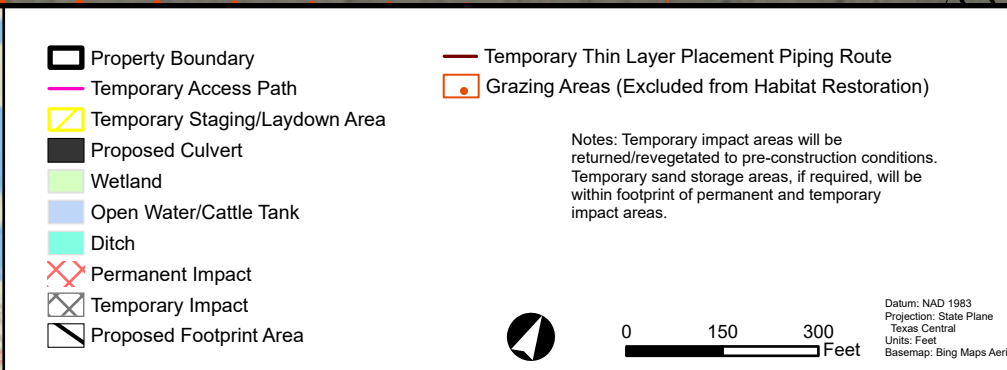 Property Boundary
Temporary Access Path
Temporary Staging/Laydown Area
Proposed Culvert
Wetland
Open Water/Cattle Tank
Ditch
Permanent Impact
Temporary Impact
Proposed Footprint Area
Temporary Thin Layer Placement Piping Route
Grazing Areas (Excluded from Habitat Restoration)
Notes: Temporary impact areas will be
returned/revegetated to pre-construction conditions.
Temporary sand storage areas, if required, will be
within footprint of permanent and temporary
impact areas.
0 150 300
Feet
Datum: NAD 1983
Projection: State Plane
Texas Central
Units: Feet
Basemap: Bing Maps Aeri